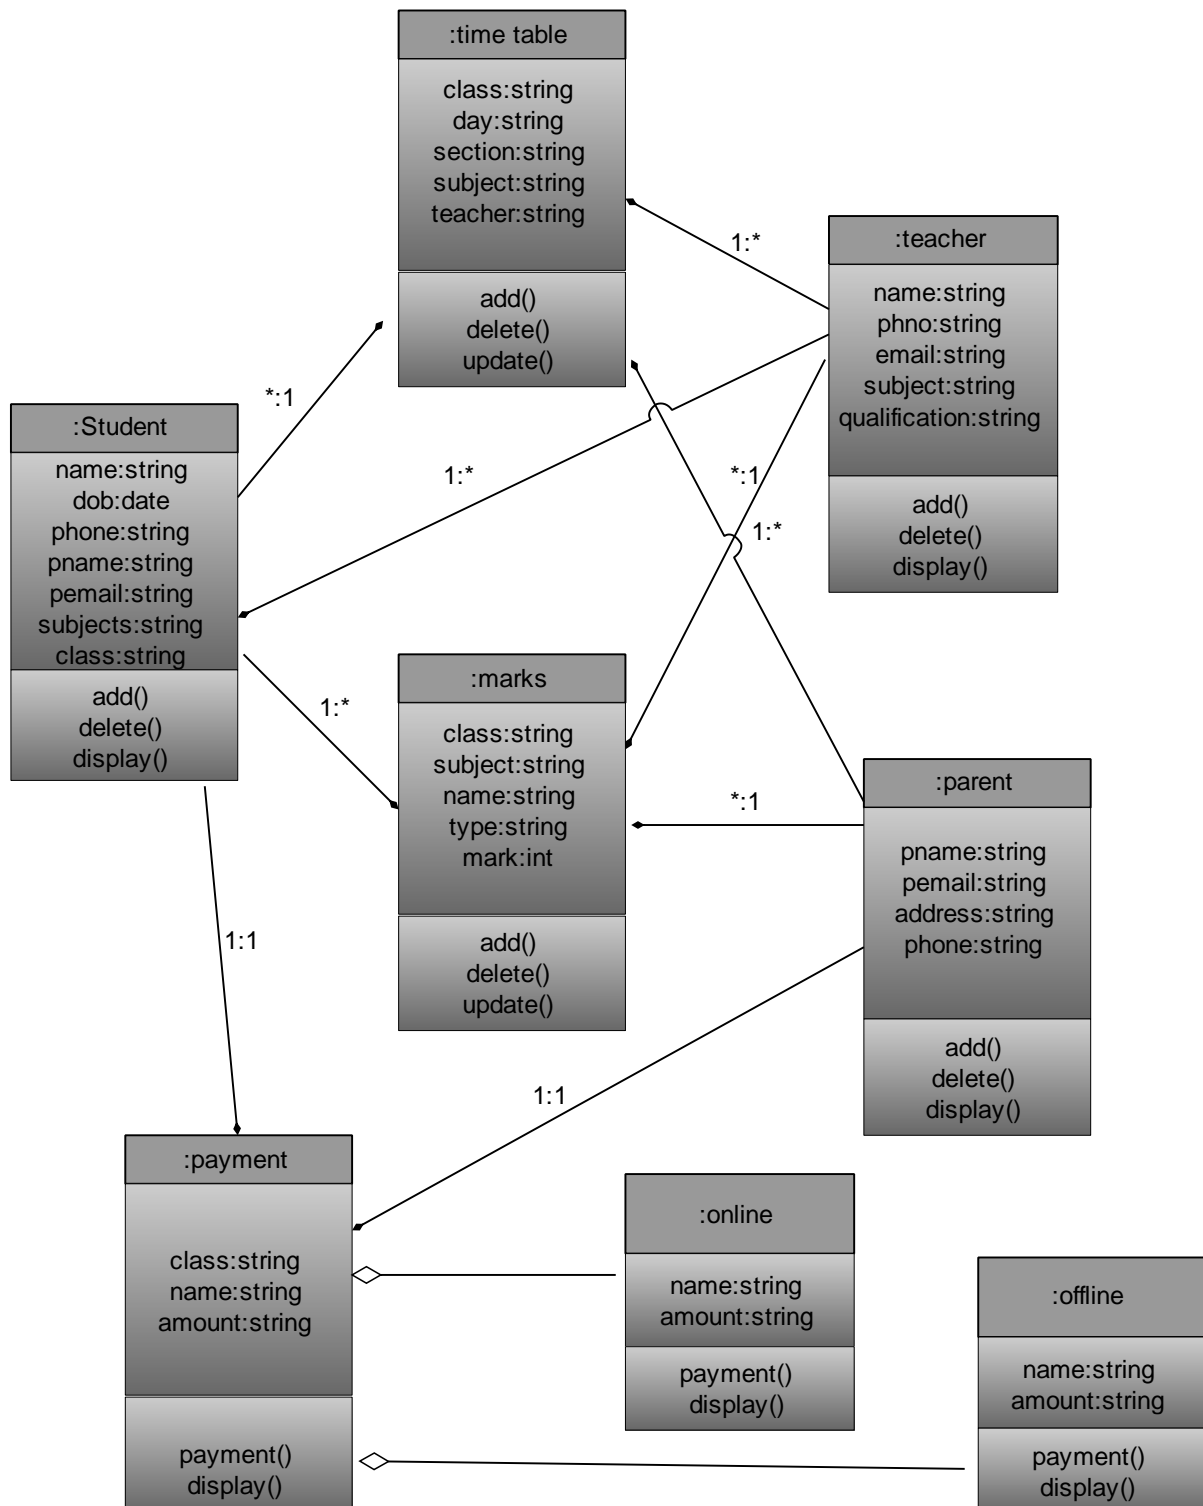 :time table
class:string
day:string
section:string
subject:string
teacher:string
add()
delete()
update()
:teacher
name:string
phno:string
email:string
subject:string
qualification:string
add()
delete()
display()
:Student
name:string
dob:date
phone:string
pname:string
pemail:string
subjects:string
class:string
add()
delete()
display()
1:*
*:1
1:*
*:1
1:*
1:*
*:1
1:1
1:1
:marks
class:string
subject:string
name:string
type:string
mark:int
add()
delete()
update()
:parent
pname:string
pemail:string
address:string
phone:string
add()
delete()
display()
:payment
class:string
name:string
amount:string
payment()
display()
:online
name:string
amount:string
payment()
display()
:offline
name:string
amount:string
payment()
display()